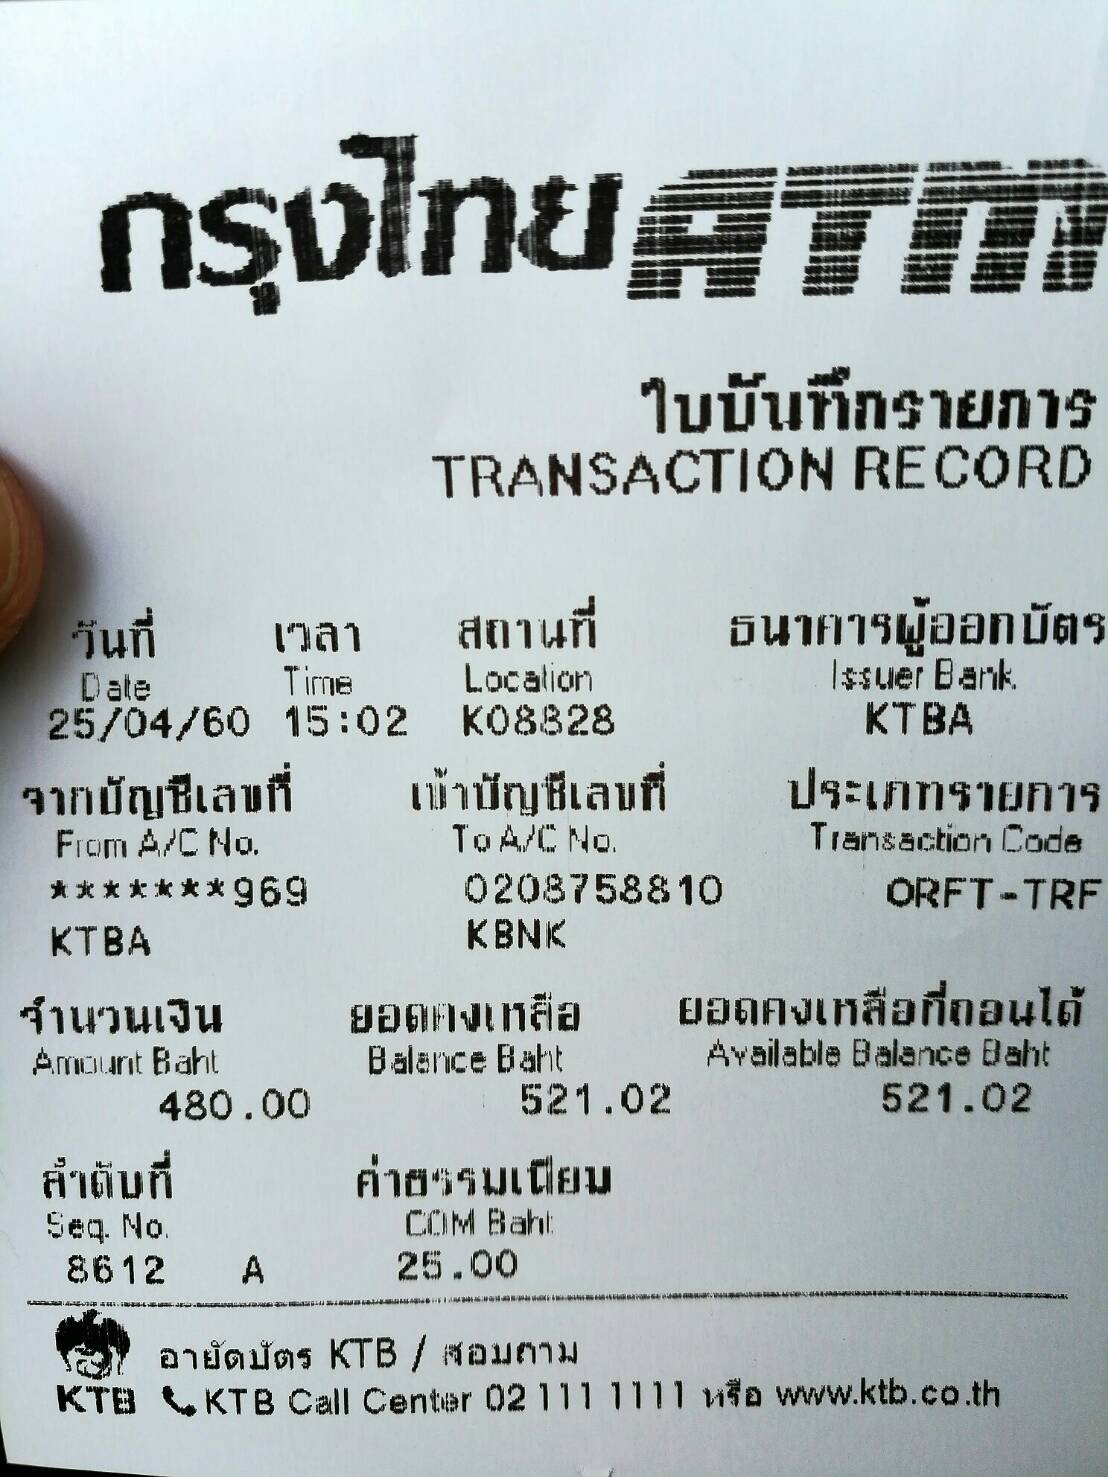 กรุงไทย ATM
ใบบันทึกรายการ
TRANSACTION RECORD
วันที่ เวลา สถานที่ ธนาคารผู้ออกบัตร
Date Time Location Issuer Bank
25/04/60 15:02 K08828 KTBA
จากบัญชีเลขที่ เข้าบัญชีเลขที่ ประเภทรายการ
From A/C No. To A/C No. Transaction Code
*******969 0208758810 ORFT-TRF
KTBA KBNK
จำนวนเงิน ยอดคงเหลือ ยอดคงเหลือที่ถอนได้
Amount Baht Balance Baht Available Balance Baht
480.00 521.02 521.02
ลำดับที่ ค่าธรรมเนียม
Seq. No. COM Baht
8612 A 25.00
อายัดบัตร KTB / สอบถาม
KTB KTB Call Center 02 111 1111 หรือ www.ktb.co.th